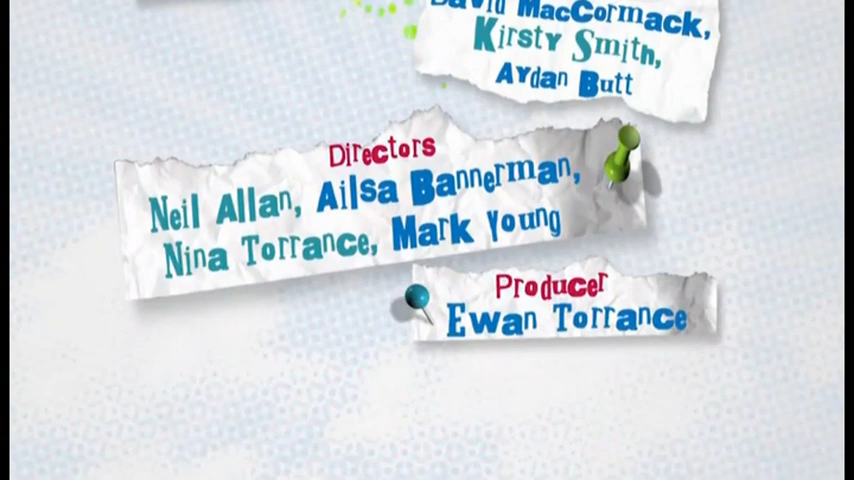 David MacCormack,
Kirsty Smith,
Aydan Butt
Directors
Neil Allan, Ailsa Bannerman,
Nina Torrance, Mark Young
Producer
Ewan Torrance